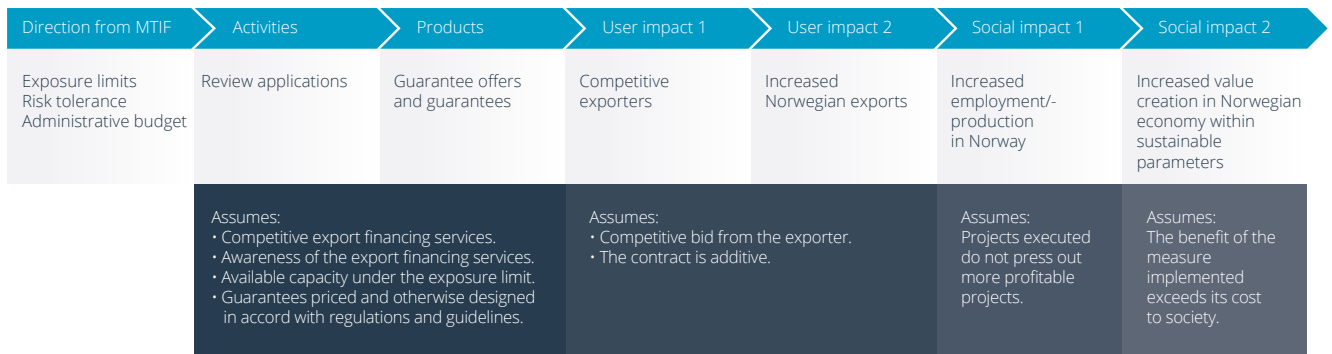 Direction from MTIF
Activities
Products
User impact 1
User impact 2
Social impact 1
Social impact 2
Exposure limits
Risk tolerance
Administrative budget
Review applications
Guarantee offers
and guarantees
Competitive
exporters
Increased
Norwegian exports
Increased
employment/-
production
in Norway
Increased value
creation in Norwegian
economy within
sustainable
parameters
Assumes:
• Competitive export financing services.
• Awareness of the export financing services.
• Available capacity under the exposure limit.
• Guarantees priced and otherwise designed
in accord with regulations and guidelines.
Assumes:
• Competitive bid from the exporter.
• The contract is additive.
Assumes:
Projects executed
do not press out
more profitable
projects.
Assumes:
The benefit of the
measure
implemented
exceeds its cost
to society.